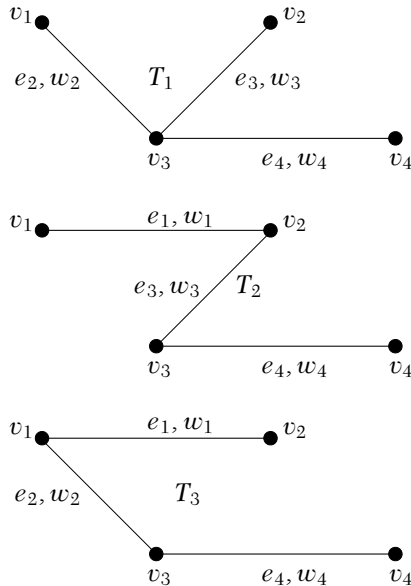 v₁ v₂
e₂, w₂ T₁ e₃, w₃
v₃ e₄, w₄ v₄
v₁ e₁, w₁ v₂
e₃, w₃ T₂
v₃ e₄, w₄ v₄
v₁ e₁, w₁ v₂
e₂, w₂ T₃
v₃ e₄, w₄ v₄